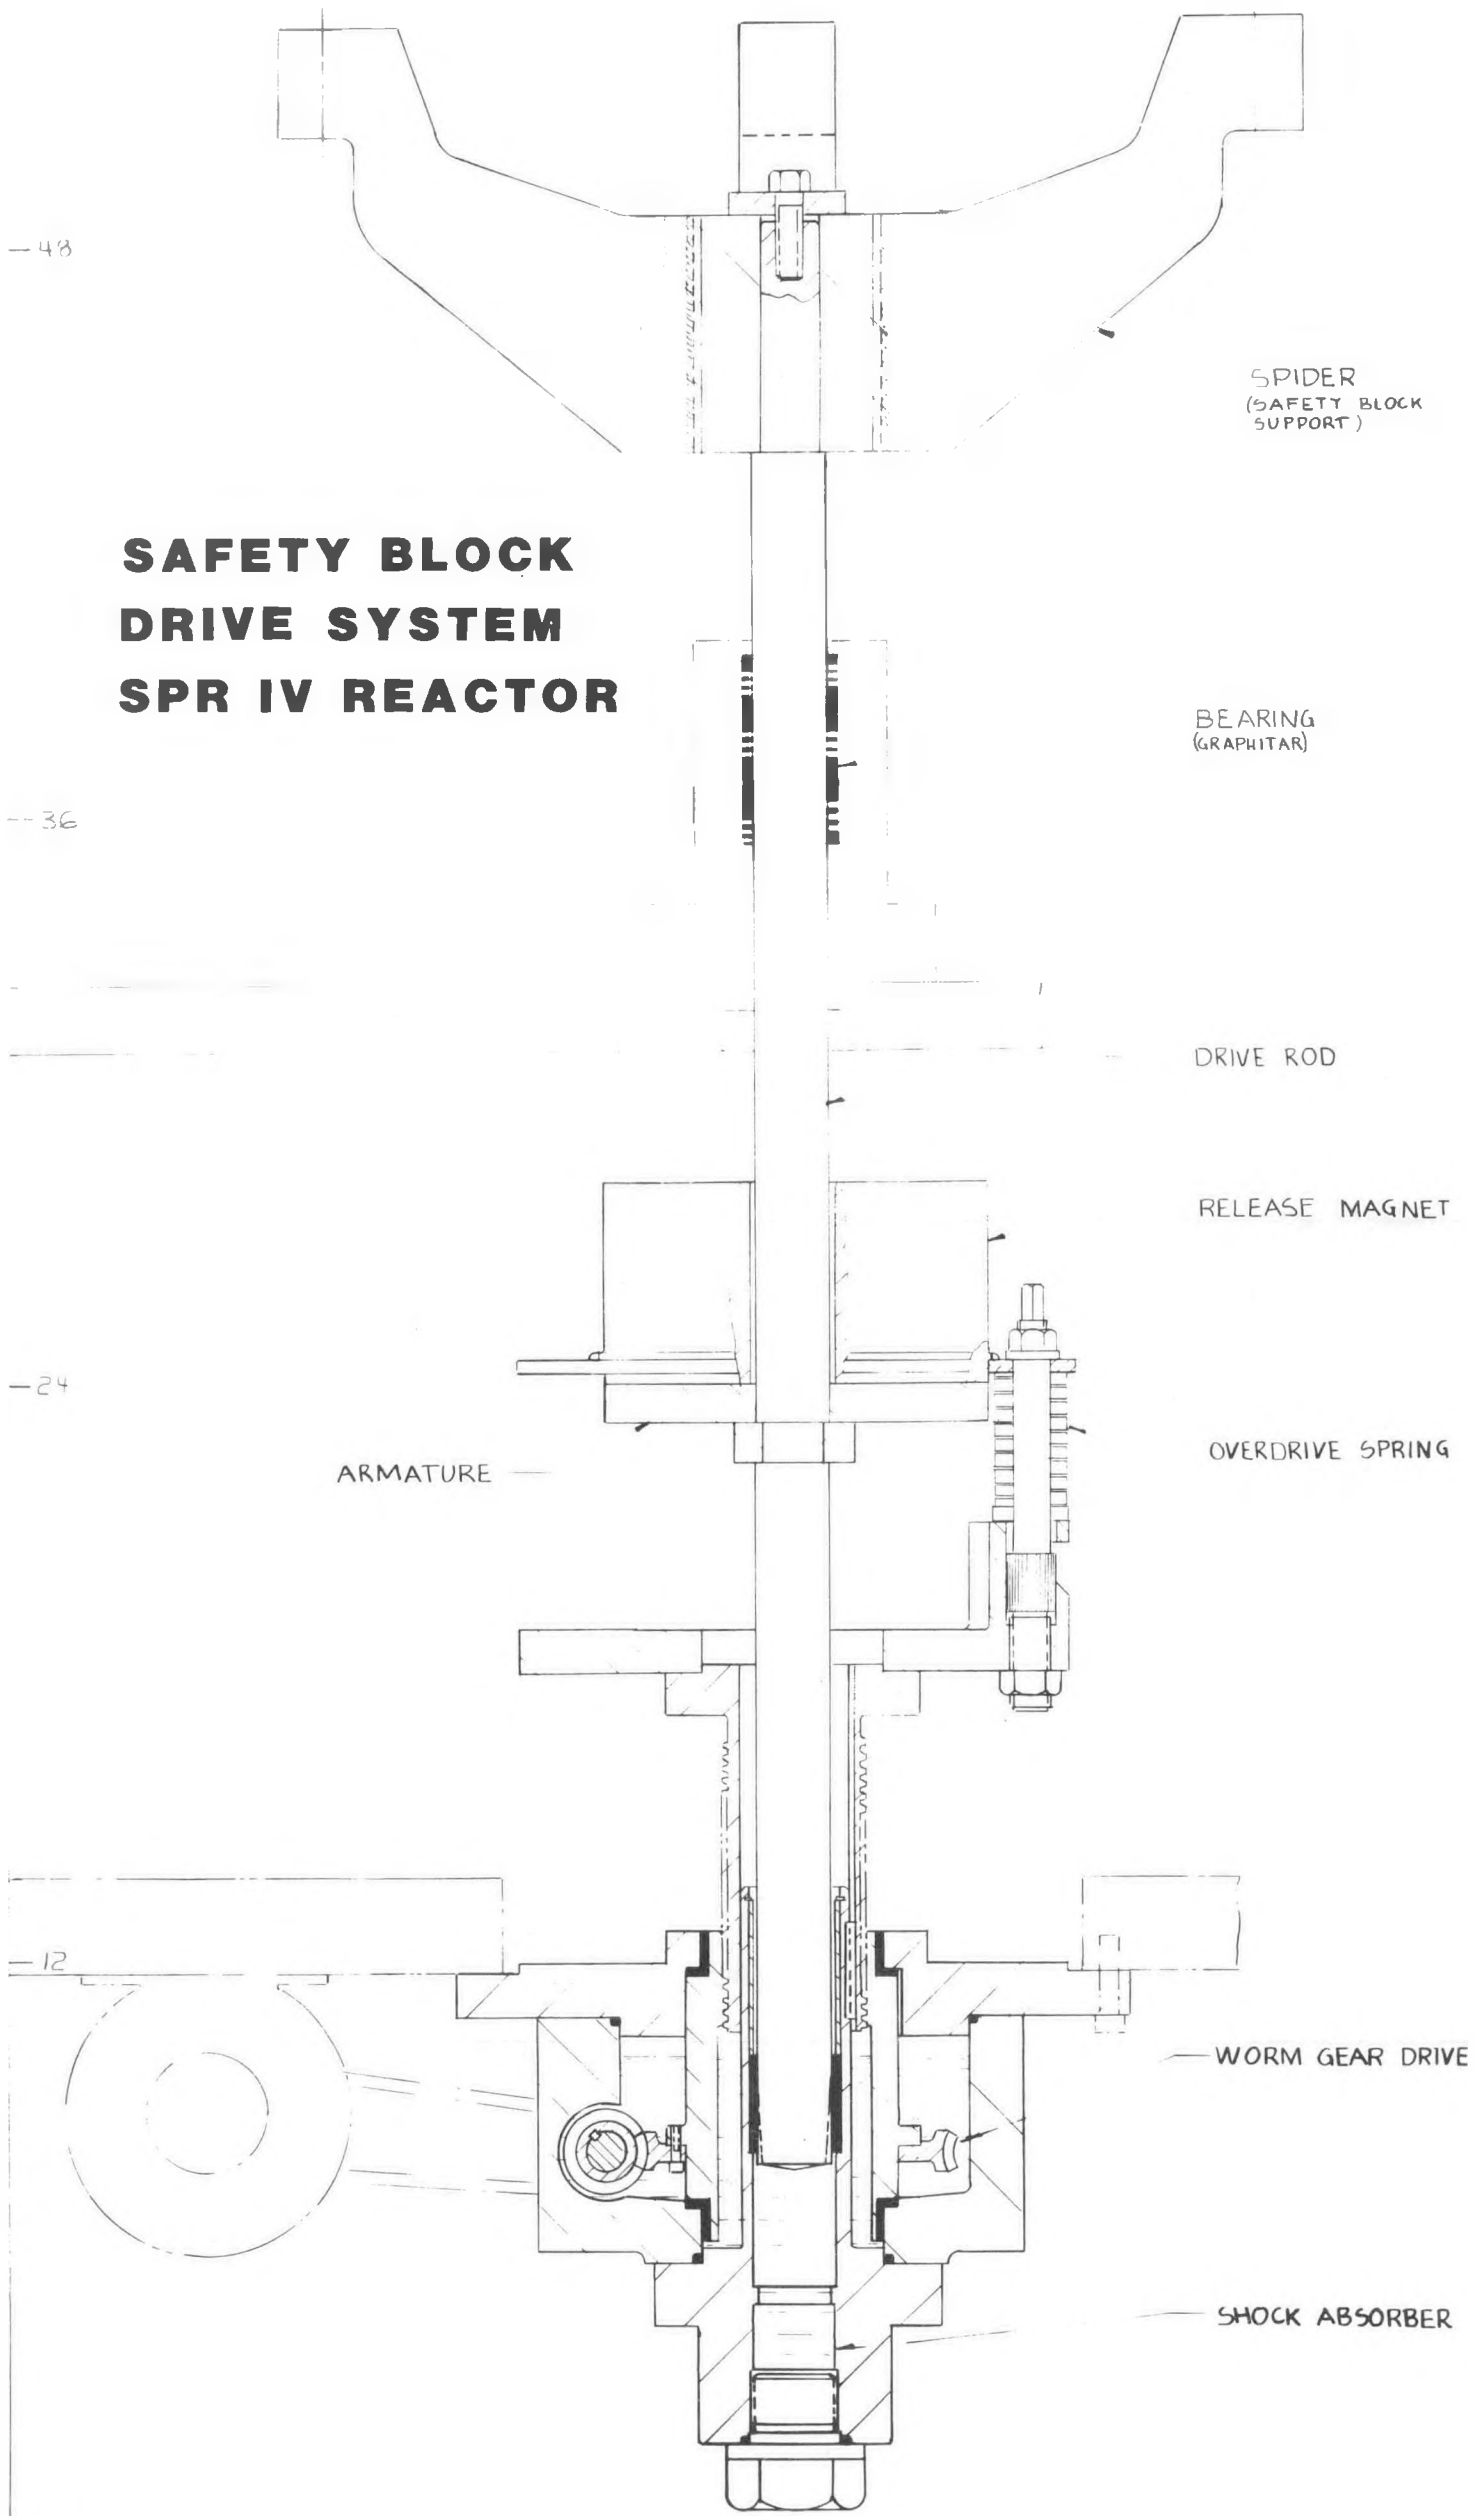 — 48
SPIDER
(SAFETY BLOCK
SUPPORT)
SAFETY BLOCK
DRIVE SYSTEM
SPR IV REACTOR
BEARING
(GRAPHITAR)
— 36
DRIVE ROD
RELEASE MAGNET
— 24
OVERDRIVE SPRING
ARMATURE
— 12
WORM GEAR DRIVE
SHOCK ABSORBER